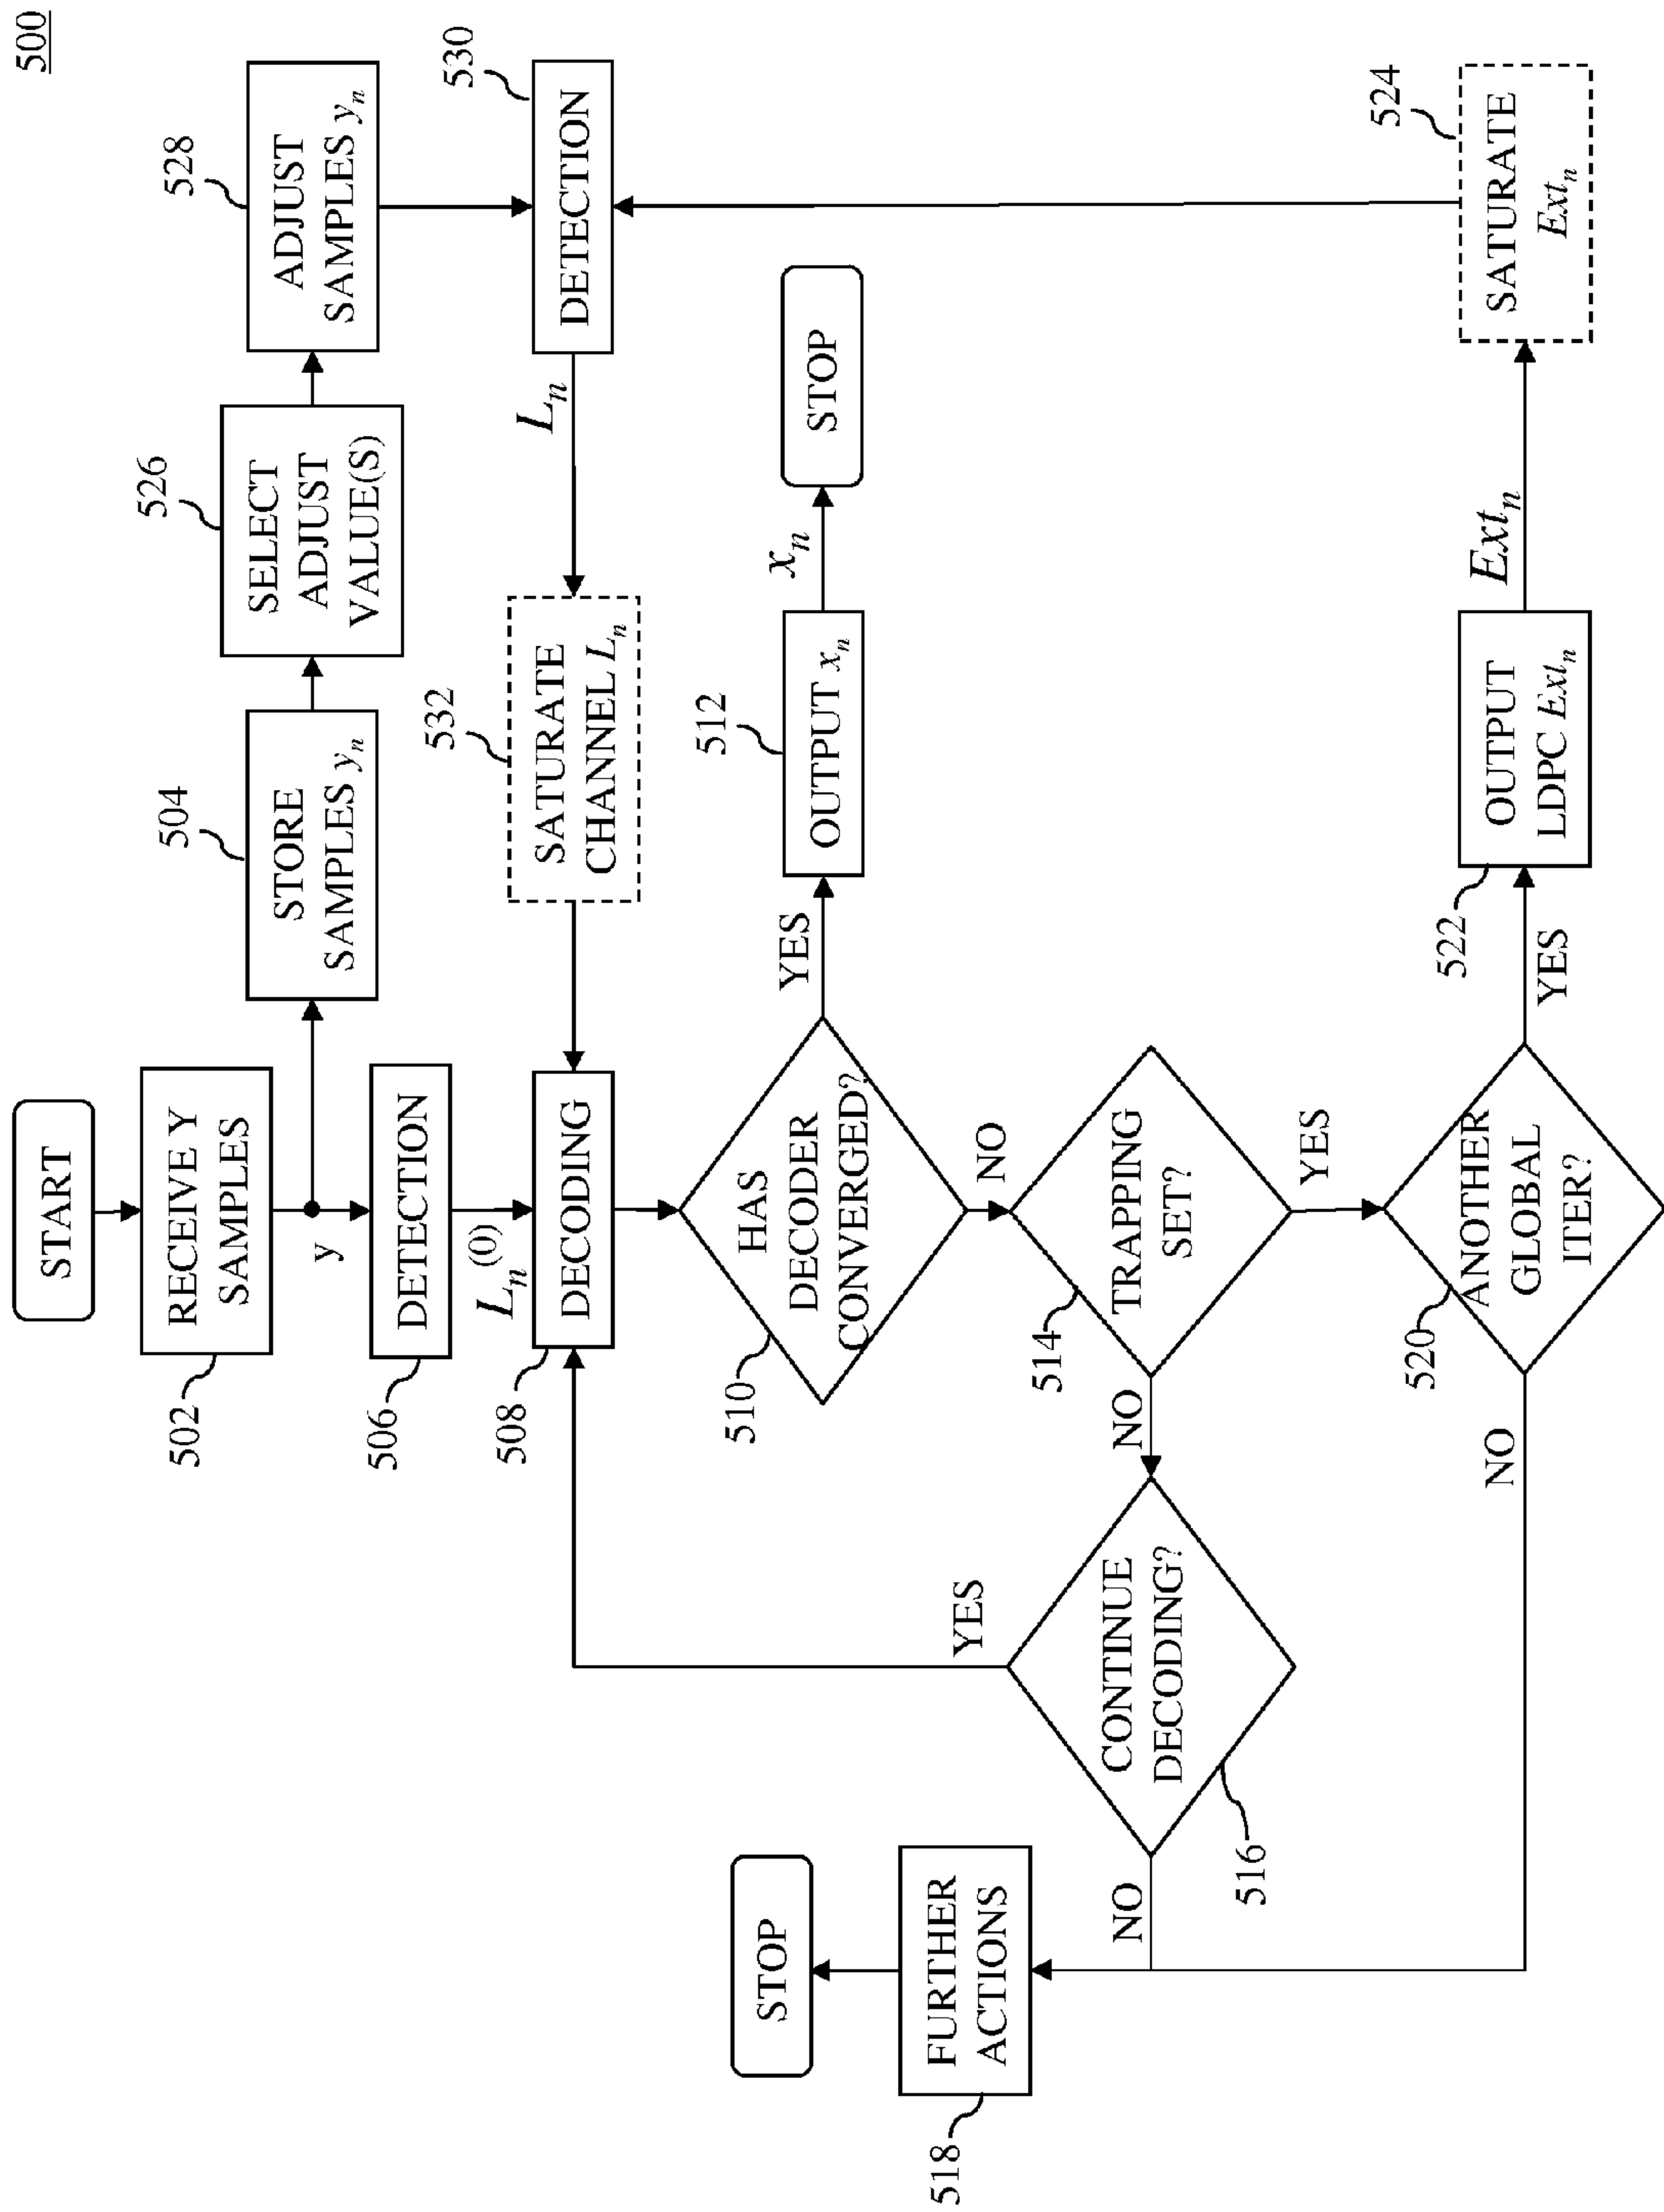 500
START
RECEIVE Y
SAMPLES
502
y
STORE
SAMPLES yn
504
SELECT
ADJUST
VALUE(S)
526
ADJUST
SAMPLES yn
528
DETECTION
506
Ln(0)
DETECTION
530
Ln
SATURATE
CHANNEL Ln
532
DECODING
508
HAS
DECODER
CONVERGED?
510
YES
OUTPUT xn
512
xn
STOP
NO
TRAPPING
SET?
514
NO
CONTINUE
DECODING?
516
YES
NO
FURTHER
ACTIONS
518
STOP
YES
ANOTHER
GLOBAL
ITER?
520
NO
YES
OUTPUT
LDPC Extn
522
Extn
SATURATE
Extn
524